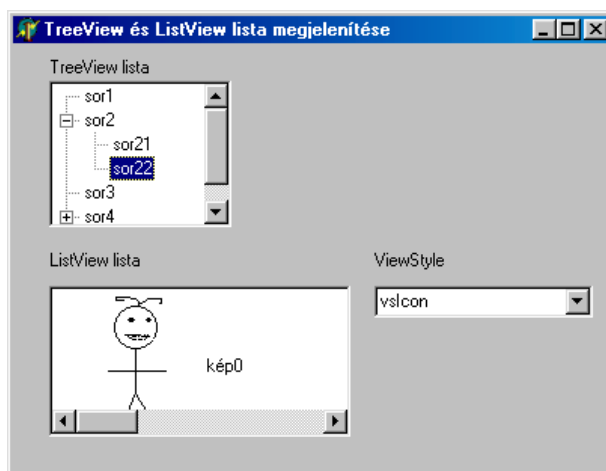 TreeView és ListView lista megjelenítése
TreeView lista
sor1
sor2
sor21
sor22
sor3
sor4
ListView lista
ViewStyle
vsIcon
kép0